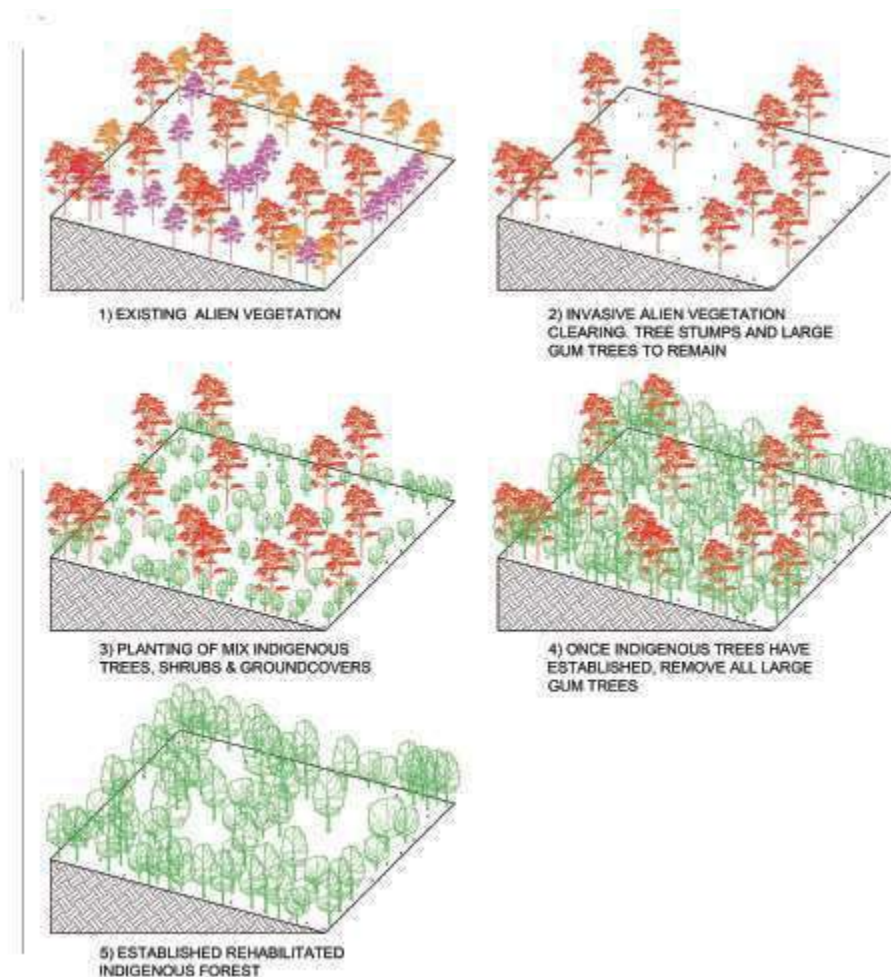 1) EXISTING ALIEN VEGETATION
2) INVASIVE ALIEN VEGETATION
CLEARING. TREE STUMPS AND LARGE
GUM TREES TO REMAIN
3) PLANTING OF MIX INDIGENOUS
TREES, SHRUBS & GROUNDCOVERS
4) ONCE INDIGENOUS TREES HAVE
ESTABLISHED, REMOVE ALL LARGE
GUM TREES
5) ESTABLISHED REHABILITATED
INDIGENOUS FOREST